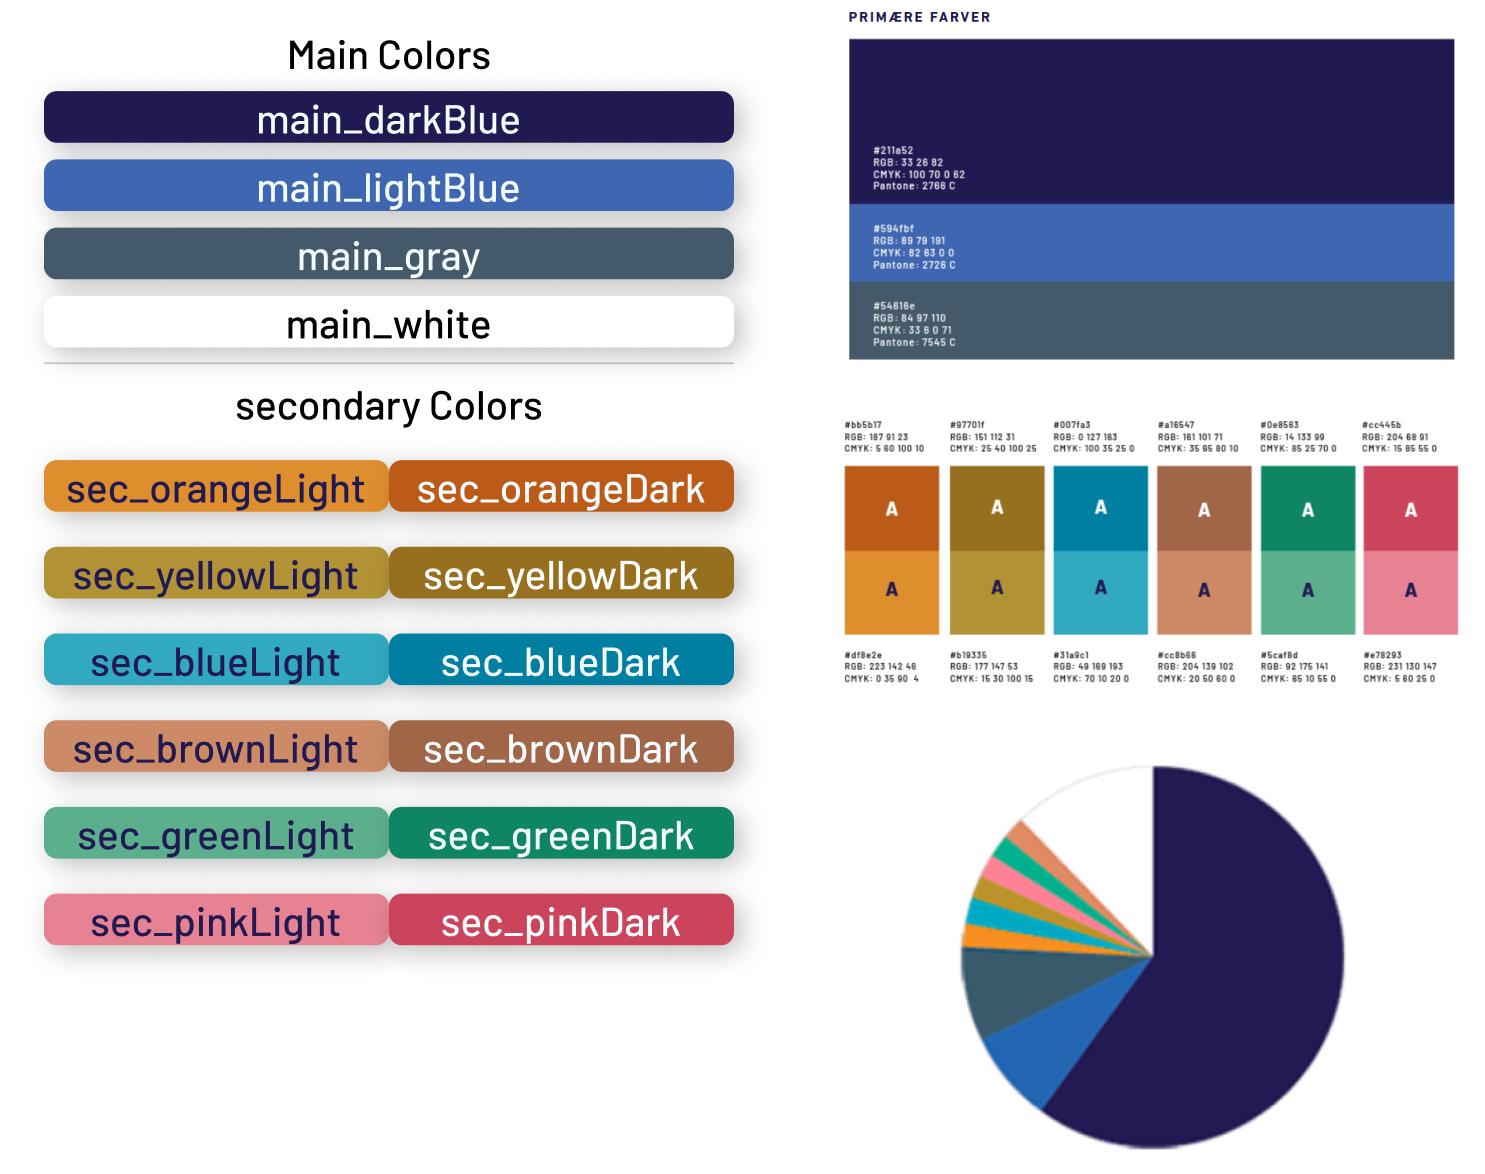 Main Colors
main_darkBlue
main_lightBlue
main_gray
main_white
secondary Colors
sec_orangeLight sec_orangeDark
sec_yellowLight sec_yellowDark
sec_blueLight sec_blueDark
sec_brownLight sec_brownDark
sec_greenLight sec_greenDark
sec_pinkLight sec_pinkDark
PRIMÆRE FARVER
#211a52
RGB: 33 26 82
CMYK: 100 70 0 62
Pantone: 2766 C
#594fbf
RGB: 89 79 191
CMYK: 82 63 0 0
Pantone: 2726 C
#54616e
RGB: 84 97 110
CMYK: 33 6 0 71
Pantone: 7545 C
#bb5b17 #97701f #007fa3 #a16547 #0e8563 #cc445b
RGB: 187 91 23 RGB: 151 112 31 RGB: 0 127 163 RGB: 161 101 71 RGB: 14 133 99 RGB: 204 68 91
CMYK: 5 60 100 10 CMYK: 25 40 100 25 CMYK: 100 35 25 0 CMYK: 35 65 80 10 CMYK: 85 25 70 0 CMYK: 15 85 55 0
A A A A A A
A A A A A A
#df8e2e #b19335 #31a9c1 #cc8b66 #5caf8d #e78293
RGB: 223 142 46 RGB: 177 147 53 RGB: 49 169 193 RGB: 204 139 102 RGB: 92 175 141 RGB: 231 130 147
CMYK: 0 35 90 4 CMYK: 15 30 100 15 CMYK: 70 10 20 0 CMYK: 20 50 60 0 CMYK: 65 10 55 0 CMYK: 5 60 25 0